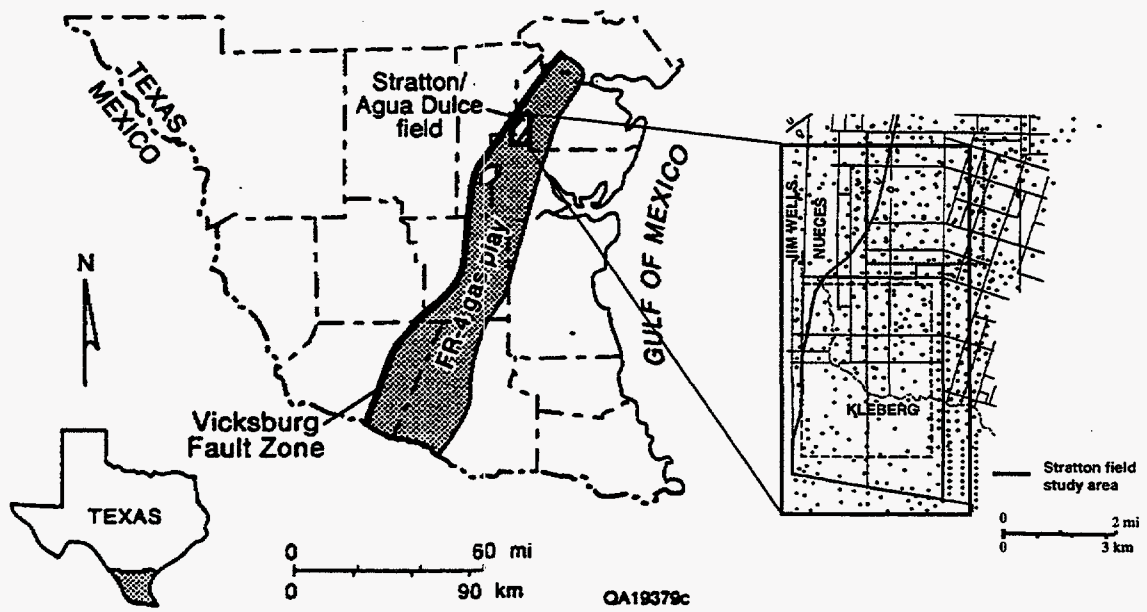 TEXAS
MEXICO
Stratton/
Agua Dulce
field
GULF OF MEXICO
FR-4 gas play
N
Vicksburg
Fault Zone
TEXAS
0 60 mi
0 90 km
QA19379c
JIM WELLS
NUECES
KLEBERG
Stratton field
study area
0 2 mi
0 3 km